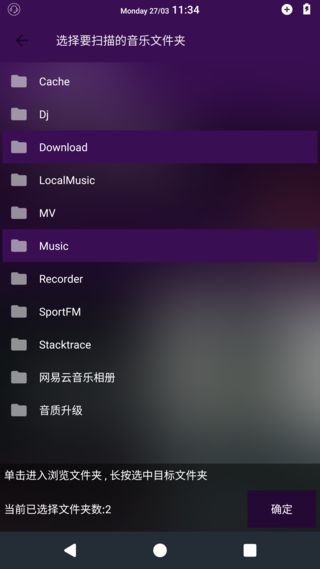 Monday 27/03 11:34
选择要扫描的音乐文件夹
Cache
Dj
Download
LocalMusic
MV
Music
Recorder
SportFM
Stacktrace
网易云音乐相册
音质升级
单击进入浏览文件夹 , 长按选中目标文件夹
当前已选择文件夹数:2
确定